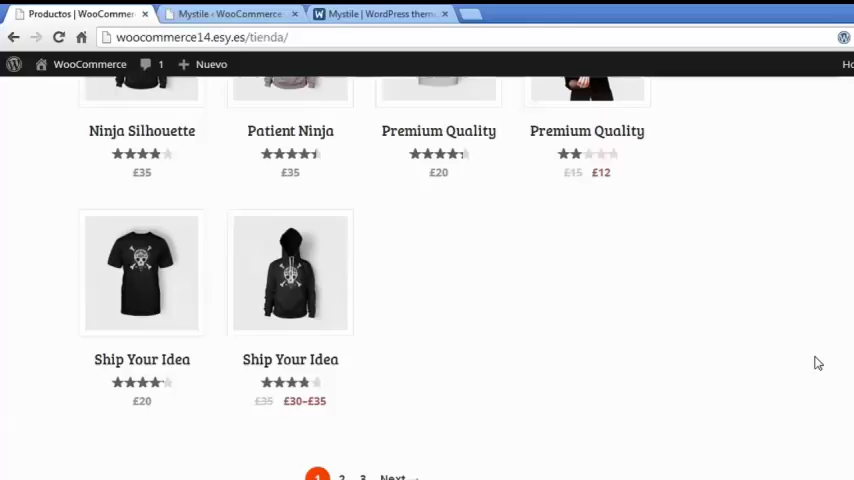 Productos | WooCommer
Mystile ‹ WooCommerce
Mystile | WordPress them
woocommerce14.esy.es/tienda/
WooCommerce 1 + Nuevo
Ninja Silhouette Patient Ninja Premium Quality Premium Quality
£35 £35 £20 £15 £12
Ship Your Idea Ship Your Idea
£20 £35 £30–£35
1 2 3 Next →